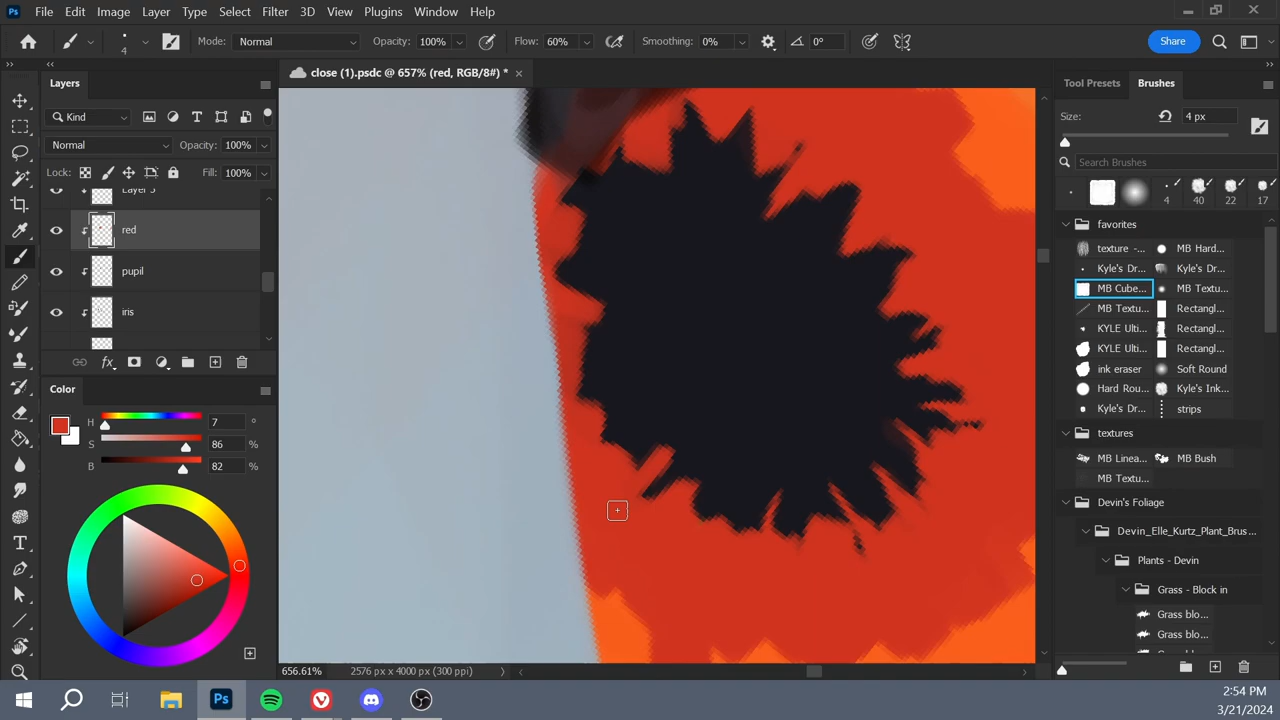 Ps File Edit Image Layer Type Select Filter 3D View Plugins Window Help
4 Mode: Normal Opacity: 100% Flow: 60% Smoothing: 0% 0° Share
Layers
close (1).psdc @ 657% (red, RGB/8#) *
Tool Presets Brushes
Kind
Size: 4 px
Normal Opacity: 100%
Search Brushes
Lock: Fill: 100%
4 40 22 17
Layer 5
red
pupil
iris
favorites
texture -... MB Hard...
Kyle's Dr... Kyle's Dr...
MB Cube... MB Textu...
MB Textu... Rectangl...
KYLE Ulti... Rectangl...
KYLE Ulti... Rectangl...
ink eraser Soft Round
Hard Rou... Kyle's Ink...
Kyle's Dr... strips
textures
MB Linea... MB Bush
MB Textu...
Devin's Foliage
Devin_Elle_Kurtz_Plant_Brus...
Plants - Devin
Grass - Block in
Grass blo...
Grass blo...
Color
H 7 °
S 86 %
B 82 %
656.61% 2576 px x 4000 px (300 ppi)
Ps
2:54 PM
3/21/2024